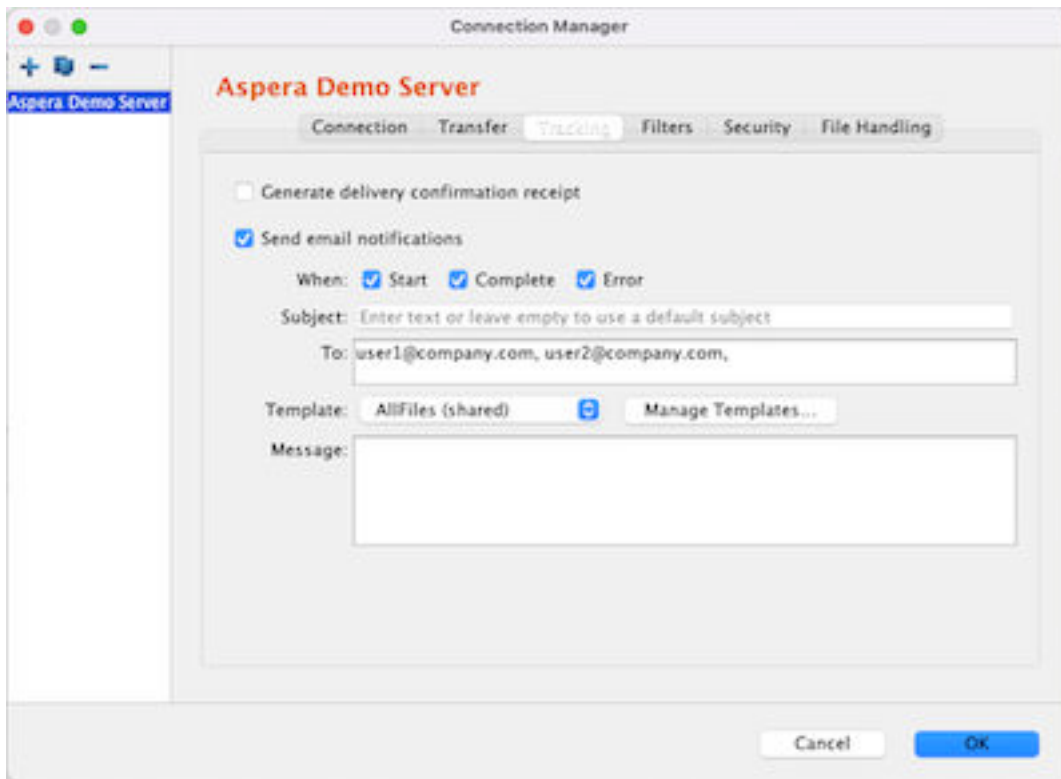 Connection Manager
Aspera Demo Server
Aspera Demo Server
Connection Transfer Tracking Filters Security File Handling
Generate delivery confirmation receipt
Send email notifications
When: Start Complete Error
Subject: Enter text or leave empty to use a default subject
To: user1@company.com, user2@company.com,
Template: AllFiles (shared) Manage Templates...
Message:
Cancel OK